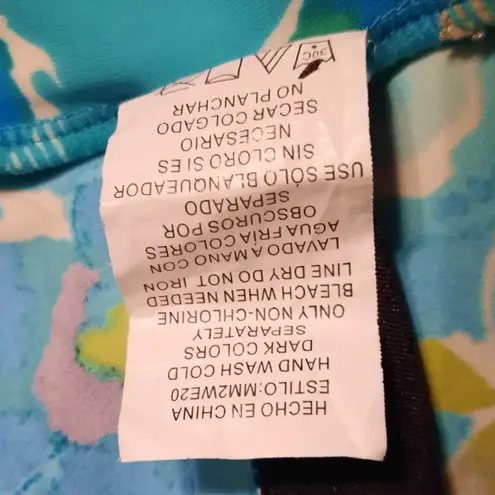 HECHO EN CHINA
ESTILO:MM2WE20
HAND WASH COLD
DARK COLORS
SEPARATELY
ONLY NON-CHLORINE
BLEACH WHEN NEEDED
LINE DRY DO NOT IRON
LAVADO A MANO CON
AGUA FRÍA COLORES
OBSCUROS POR
SEPARADO
USE SÓLO BLANQUEADOR
SIN CLORO SI ES
NECESARIO
SECAR COLGADO
NO PLANCHAR
30C